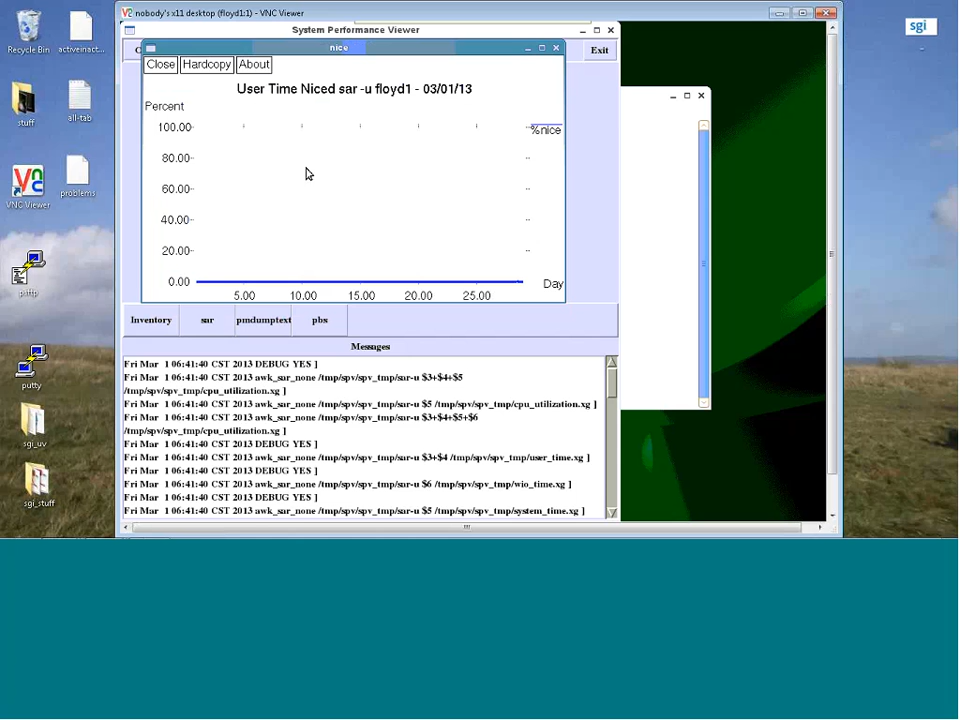 nobody's x11 desktop (floyd1:1) - VNC Viewer
System Performance Viewer
Exit
nice
Close
Hardcopy
About
User Time Niced sar -u floyd1 - 03/01/13
Percent
100.00
80.00
60.00
40.00
20.00
0.00
%nice
Day
5.00 10.00 15.00 20.00 25.00
Inventory
sar
pmdumptext
pbs
Messages
Fri Mar 1 06:41:40 CST 2013 DEBUG YES ]
Fri Mar 1 06:41:40 CST 2013 awk_sar_none /tmp/spv/spv_tmp/sar-u $3+$4+$5
/tmp/spv/spv_tmp/cpu_utilization.xg ]
Fri Mar 1 06:41:40 CST 2013 awk_sar_none /tmp/spv/spv_tmp/sar-u $5 /tmp/spv/spv_tmp/cpu_utilization.xg ]
Fri Mar 1 06:41:40 CST 2013 awk_sar_none /tmp/spv/spv_tmp/sar-u $3+$4+$5+$6
/tmp/spv/spv_tmp/cpu_utilization.xg ]
Fri Mar 1 06:41:40 CST 2013 DEBUG YES ]
Fri Mar 1 06:41:40 CST 2013 awk_sar_none /tmp/spv/spv_tmp/sar-u $3+$4 /tmp/spv/spv_tmp/user_time.xg ]
Fri Mar 1 06:41:40 CST 2013 DEBUG YES ]
Fri Mar 1 06:41:40 CST 2013 awk_sar_none /tmp/spv/spv_tmp/sar-u $6 /tmp/spv/spv_tmp/wio_time.xg ]
Fri Mar 1 06:41:40 CST 2013 DEBUG YES ]
Fri Mar 1 06:41:40 CST 2013 awk_sar_none /tmp/spv/spv_tmp/sar-u $5 /tmp/spv/spv_tmp/system_time.xg ]
Recycle Bin
activeinact...
stuff
all-tab
VNC Viewer
problems
psftp
putty
sgi_uv
sgi_stuff
sgi